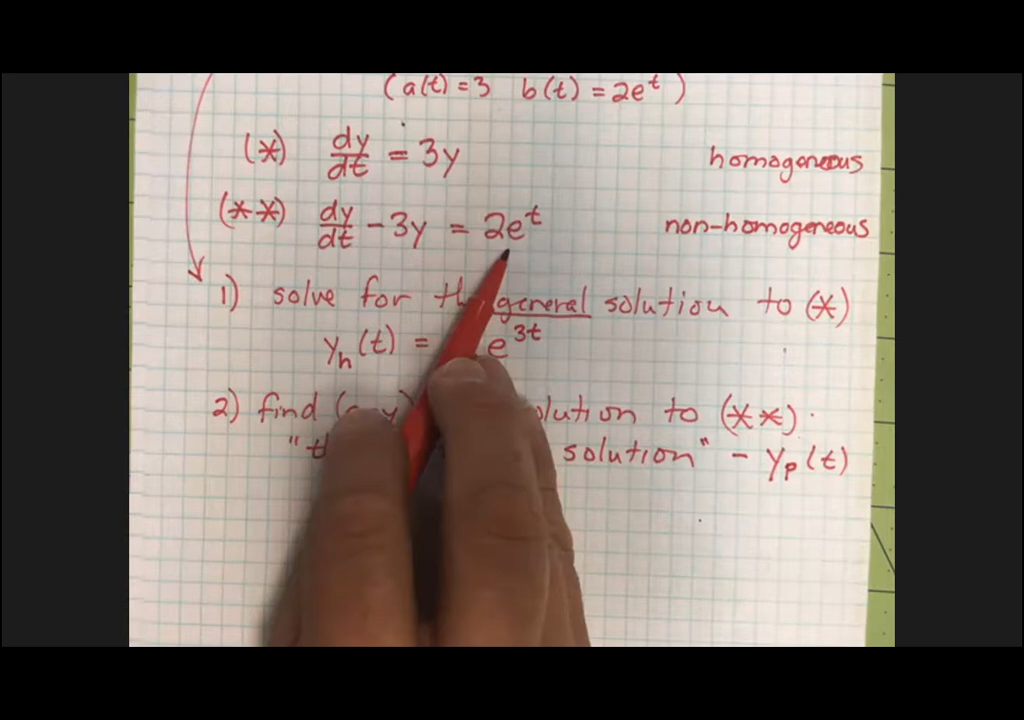 (a(t) = 3 b(t) = 2e^t)
(*) dy/dt = 3y homogeneous
(**) dy/dt - 3y = 2e^t non-homogeneous
1) solve for general solution to (*)
y_h(t) = e^{3t}
2) find to (**).
solution" - y_p(t)